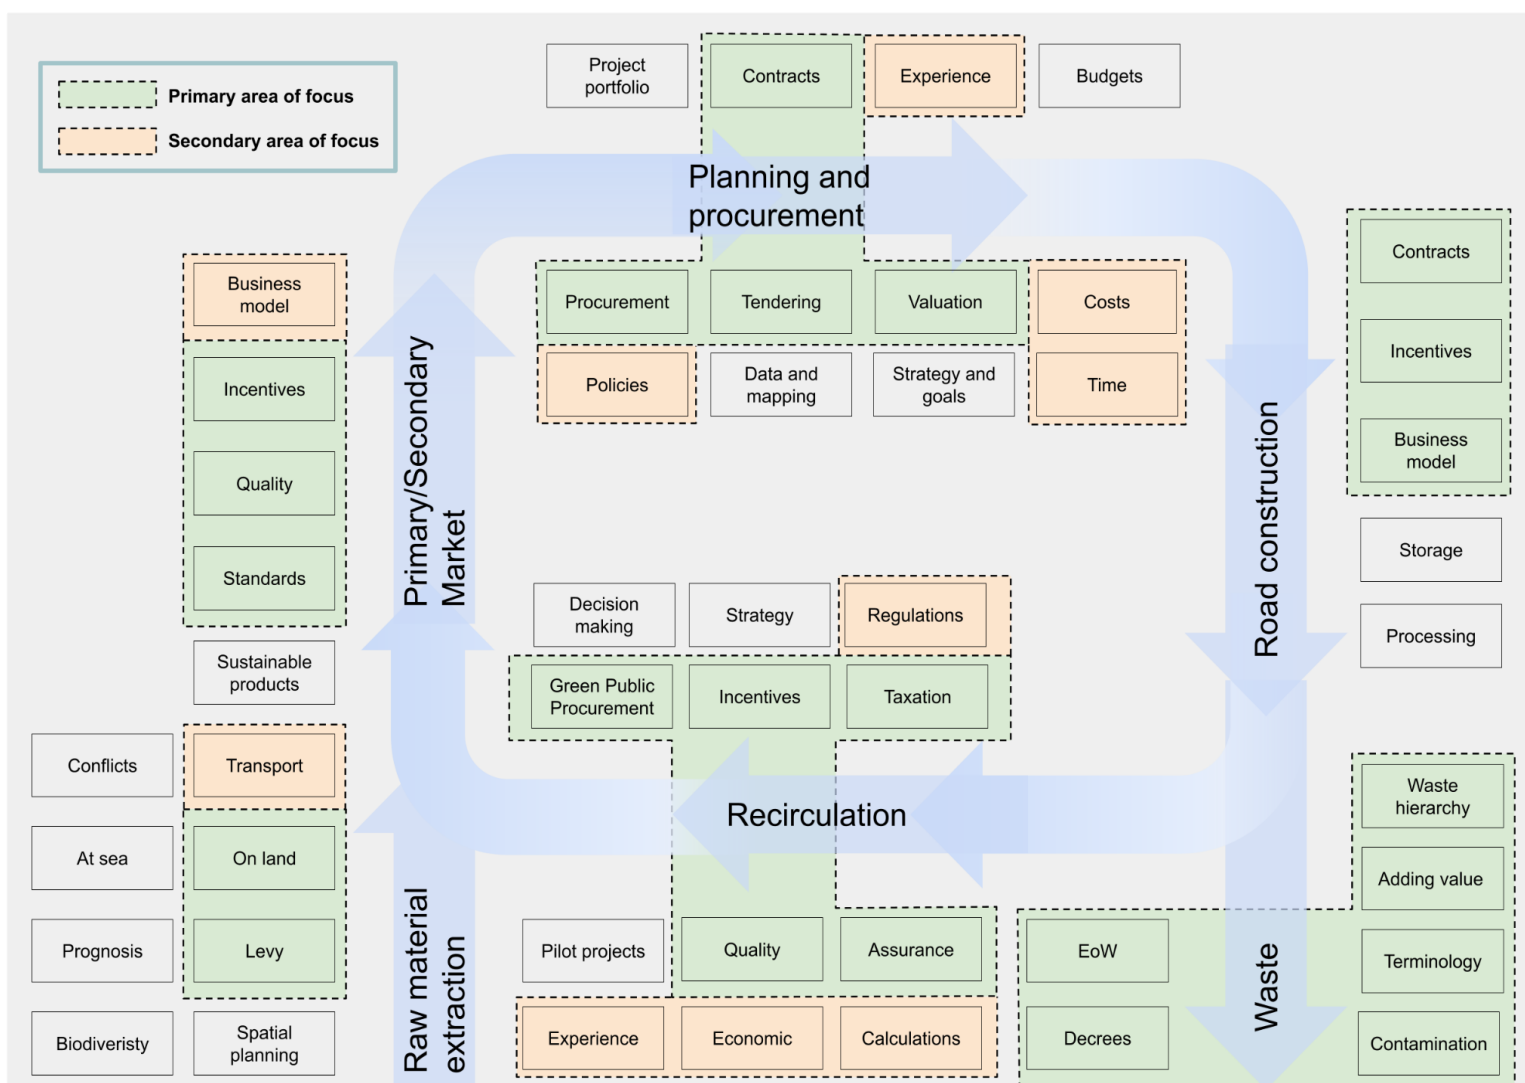 Primary area of focus
Secondary area of focus
Project
portfolio
Contracts
Experience
Budgets
Planning and
procurement
Procurement
Tendering
Valuation
Costs
Policies
Data and
mapping
Strategy and
goals
Time
Business
model
Incentives
Quality
Standards
Sustainable
products
Primary/Secondary
Market
Contracts
Incentives
Business
model
Storage
Processing
Road construction
Decision
making
Strategy
Regulations
Green Public
Procurement
Incentives
Taxation
Recirculation
Pilot projects
Quality
Assurance
Experience
Economic
Calculations
Conflicts
Transport
At sea
On land
Prognosis
Levy
Biodiveristy
Spatial
planning
Raw material
extraction
Waste
hierarchy
Adding value
EoW
Terminology
Decrees
Contamination
Waste